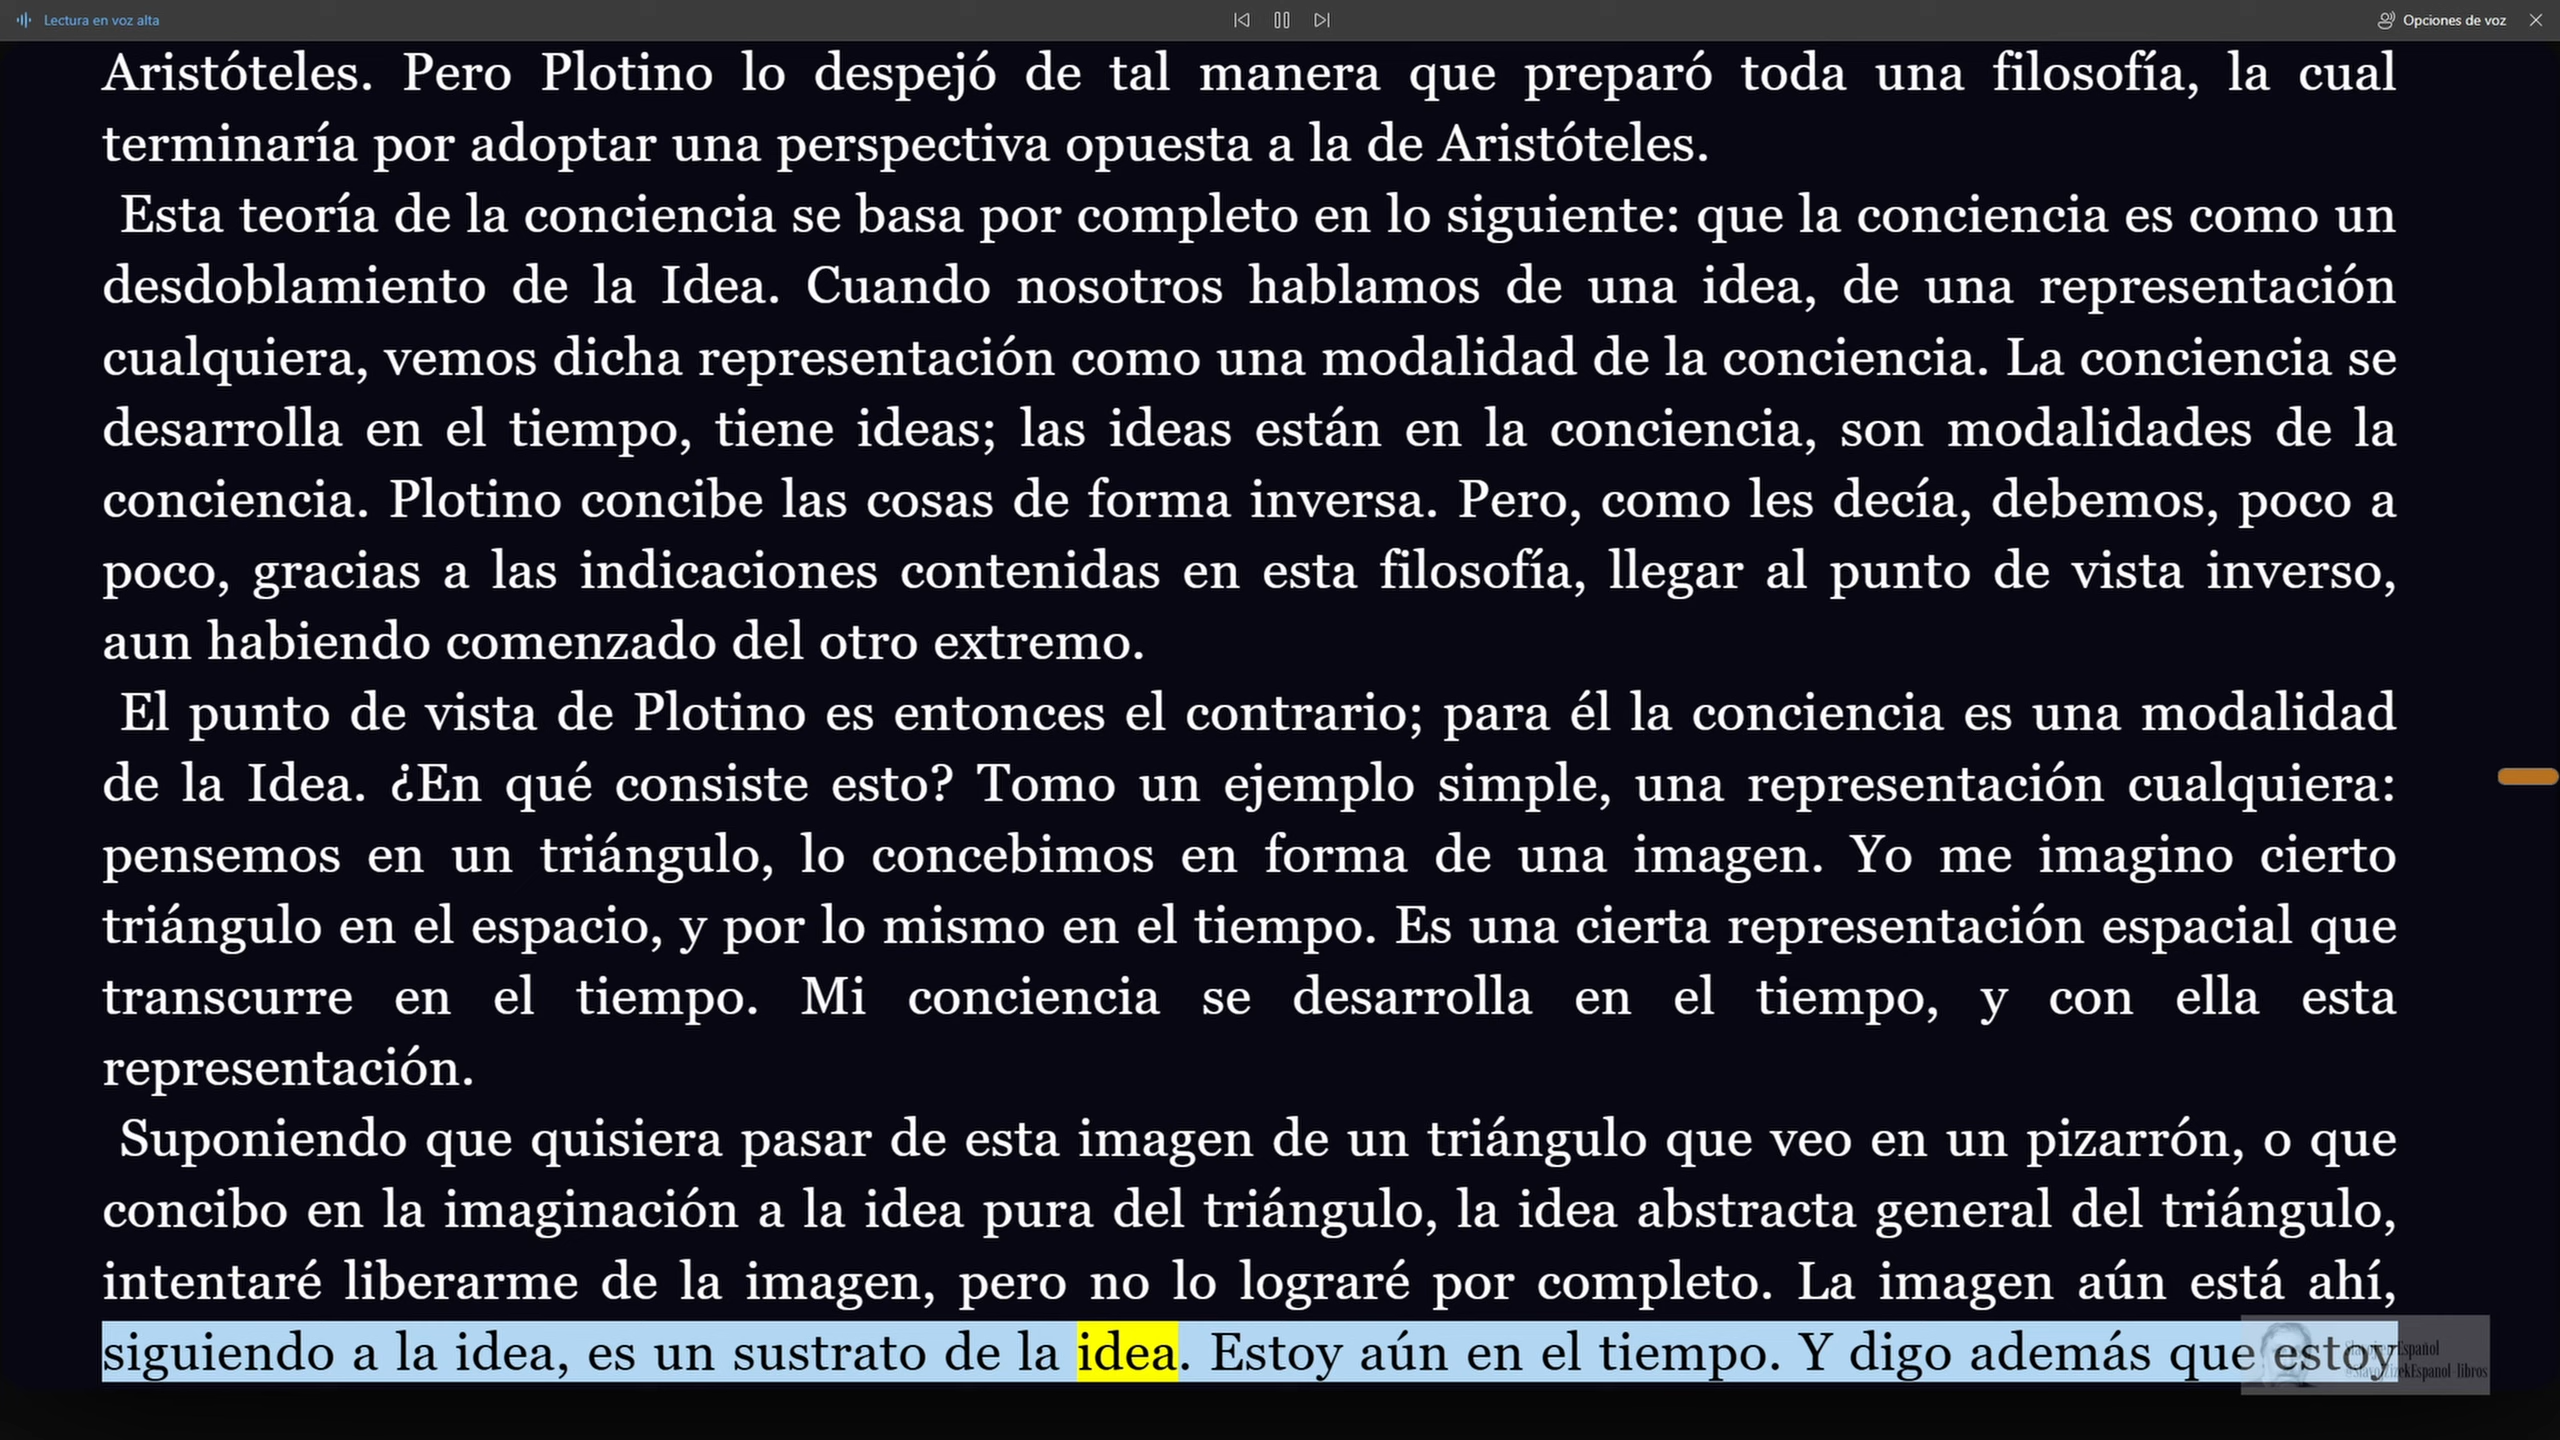 Lectura en voz alta
Opciones de voz
Aristóteles. Pero Plotino lo despejó de tal manera que preparó toda una filosofía, la cual
terminaría por adoptar una perspectiva opuesta a la de Aristóteles.
Esta teoría de la conciencia se basa por completo en lo siguiente: que la conciencia es como un
desdoblamiento de la Idea. Cuando nosotros hablamos de una idea, de una representación
cualquiera, vemos dicha representación como una modalidad de la conciencia. La conciencia se
desarrolla en el tiempo, tiene ideas; las ideas están en la conciencia, son modalidades de la
conciencia. Plotino concibe las cosas de forma inversa. Pero, como les decía, debemos, poco a
poco, gracias a las indicaciones contenidas en esta filosofía, llegar al punto de vista inverso,
aun habiendo comenzado del otro extremo.
El punto de vista de Plotino es entonces el contrario; para él la conciencia es una modalidad
de la Idea. ¿En qué consiste esto? Tomo un ejemplo simple, una representación cualquiera:
pensemos en un triángulo, lo concebimos en forma de una imagen. Yo me imagino cierto
triángulo en el espacio, y por lo mismo en el tiempo. Es una cierta representación espacial que
transcurre en el tiempo. Mi conciencia se desarrolla en el tiempo, y con ella esta
representación.
Suponiendo que quisiera pasar de esta imagen de un triángulo que veo en un pizarrón, o que
concibo en la imaginación a la idea pura del triángulo, la idea abstracta general del triángulo,
intentaré liberarme de la imagen, pero no lo lograré por completo. La imagen aún está ahí,
siguiendo a la idea, es un sustrato de la idea. Estoy aún en el tiempo. Y digo además que estoy
Español
libros